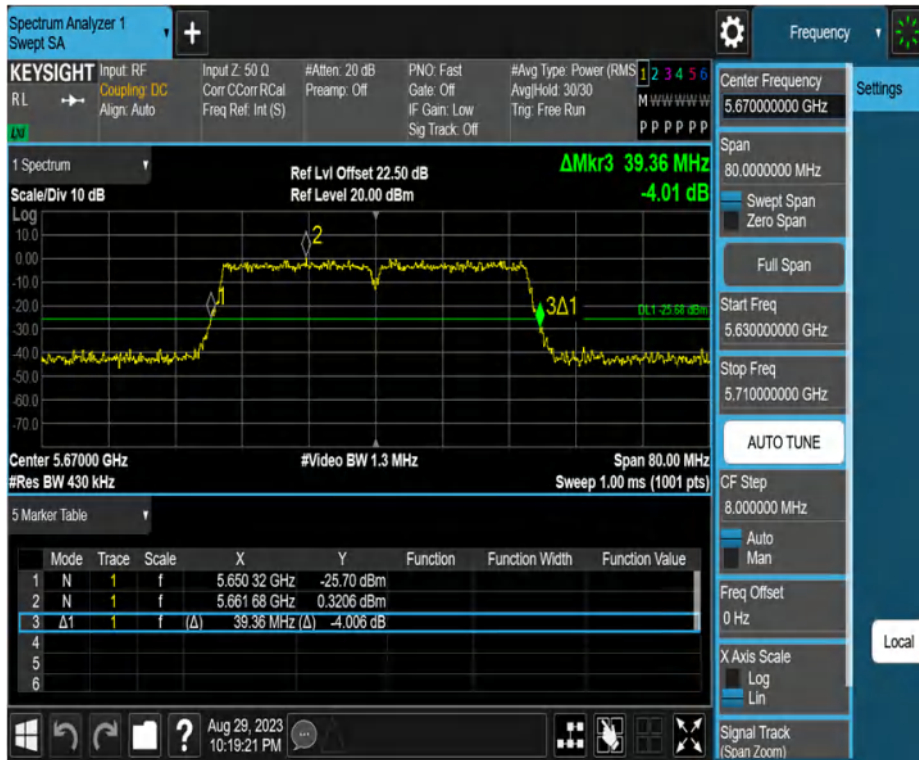 Spectrum Analyzer 1
Swept SA
+
Frequency
KEYSIGHT
RL
LXI
Input: RF
Coupling: DC
Align: Auto
Input Z: 50 Ω
Corr CCorr RCal
Freq Ref: Int (S)
#Atten: 20 dB
Preamp: Off
PNO: Fast
Gate: Off
IF Gain: Low
Sig Track: Off
#Avg Type: Power (RMS
Avg|Hold: 30/30
Trig: Free Run
1 2 3 4 5 6
M W W W W W
P P P P P P
1 Spectrum
Scale/Div 10 dB
Ref Lvl Offset 22.50 dB
Ref Level 20.00 dBm
ΔMkr3 39.36 MHz
-4.01 dB
Log
10.0
0.00
-10.0
-20.0
-30.0
-40.0
-50.0
-60.0
-70.0
2
3Δ1
DL1 -25.68 dBm
Center 5.67000 GHz
#Res BW 430 kHz
#Video BW 1.3 MHz
Span 80.00 MHz
Sweep 1.00 ms (1001 pts)
5 Marker Table
Mode Trace Scale X Y Function Function Width Function Value
1 N 1 f 5.650 32 GHz -25.70 dBm
2 N 1 f 5.661 68 GHz 0.3206 dBm
3 Δ1 1 f (Δ) 39.36 MHz (Δ) -4.006 dB
4
5
6
?
Aug 29, 2023
10:19:21 PM
Center Frequency
5.670000000 GHz
Span
80.0000000 MHz
Swept Span
Zero Span
Full Span
Start Freq
5.630000000 GHz
Stop Freq
5.710000000 GHz
AUTO TUNE
CF Step
8.000000 MHz
Auto
Man
Freq Offset
0 Hz
X Axis Scale
Log
Lin
Signal Track
(Span Zoom)
Settings
Local